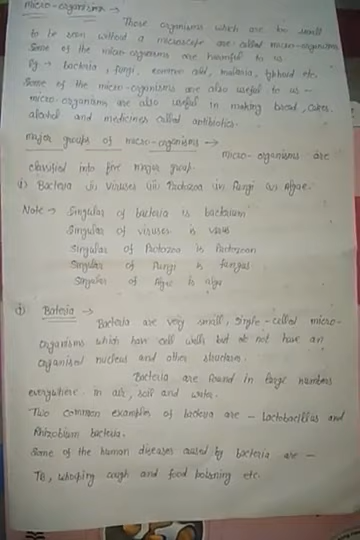 Micro-organisms →
Those organisms which are too small
to be seen without a microscope are called micro-organisms
Some of the micro-organisms are harmful to us
Eg → bacteria, fungi, common cold, malaria, typhoid etc.
Some of the micro-organisms are also useful to us -
micro-organism are also useful in making bread, cakes,
alcohol and medicines called antibiotics.
Major groups of micro-organisms →
Micro-organisms are
classified into five major group-
(i) Bacteria (ii) Viruses (iii) Protozoa (iv) Fungi (v) Algae.
Note → Singular of bacteria is bacterium
Singular of viruses is virus
Singular of Protozoa is Protozoan
Singular of Fungi is fungus
Singular of Algae is alga
(i) Bateria →
Bacteria are very small, single-celled micro-
organisms which have cell walls but do not have an
organised nucleus and other structure.
Bacteria are found in large numbers
everywhere in air, soil and water.
Two common examples of bacteria are - Lactobacillus and
Rhizobium bacteria.
Some of the human diseases caused by bacteria are -
TB, whooping cough and food poisoning etc.